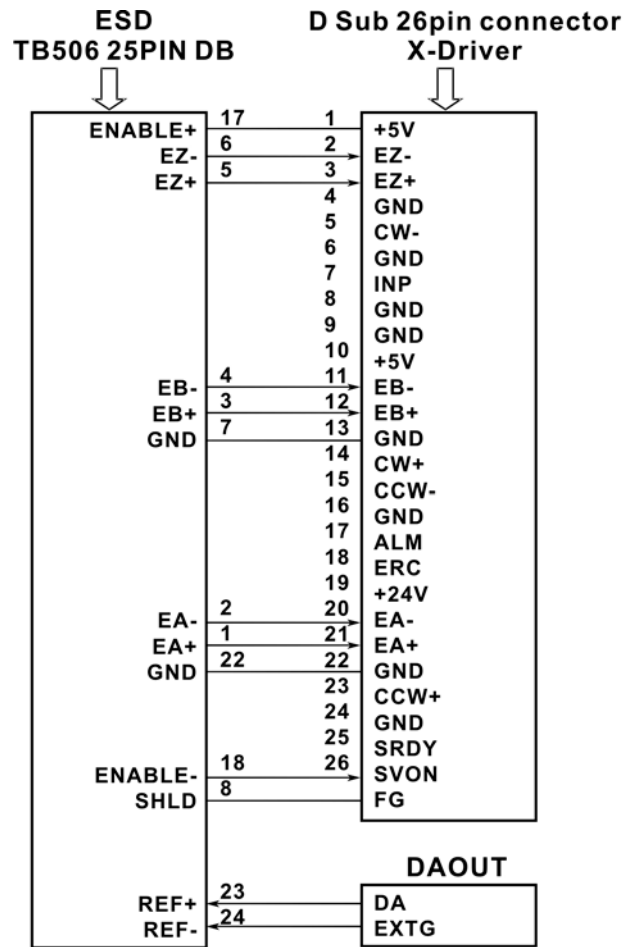 ESD D Sub 26pin connector
TB506 25PIN DB X-Driver
ENABLE+ 17 1 +5V
EZ- 6 2 EZ-
EZ+ 5 3 EZ+
4 GND
5 CW-
6 GND
7 INP
8 GND
9 GND
10 +5V
EB- 4 11 EB-
EB+ 3 12 EB+
GND 7 13 GND
14 CW+
15 CCW-
16 GND
17 ALM
18 ERC
19 +24V
EA- 2 20 EA-
EA+ 1 21 EA+
GND 22 22 GND
23 CCW+
24 GND
25 SRDY
ENABLE- 18 26 SVON
SHLD 8 FG
DAOUT
REF+ 23 DA
REF- 24 EXTG